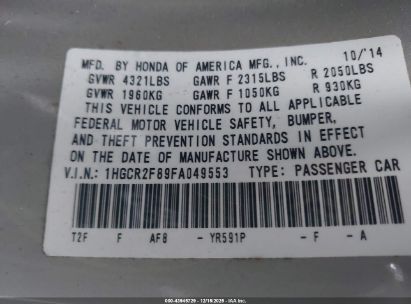 MFD. BY HONDA OF AMERICA MFG., INC. 10/'14
GVWR 4321LBS GAWR F 2315LBS R 2050LBS
GVWR 1960KG GAWR F 1050KG R 930KG
THIS VEHICLE CONFORMS TO ALL APPLICABLE
FEDERAL MOTOR VEHICLE SAFETY, BUMPER,
AND THEFT PREVENTION STANDARDS IN EFFECT
ON THE DATE OF MANUFACTURE SHOWN ABOVE.
V.I.N.: 1HGCR2F89FA049553 TYPE: PASSENGER CAR
T2F F AF8 - YR591P - F - A